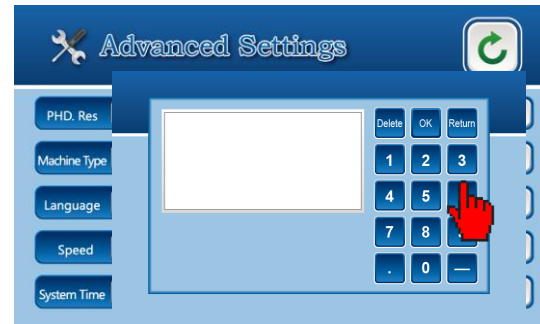 Advanced Settings
PHD. Res
Machine Type
Language
Speed
System Time
Delete OK Return
1 2 3
4 5
7 8
. 0 —